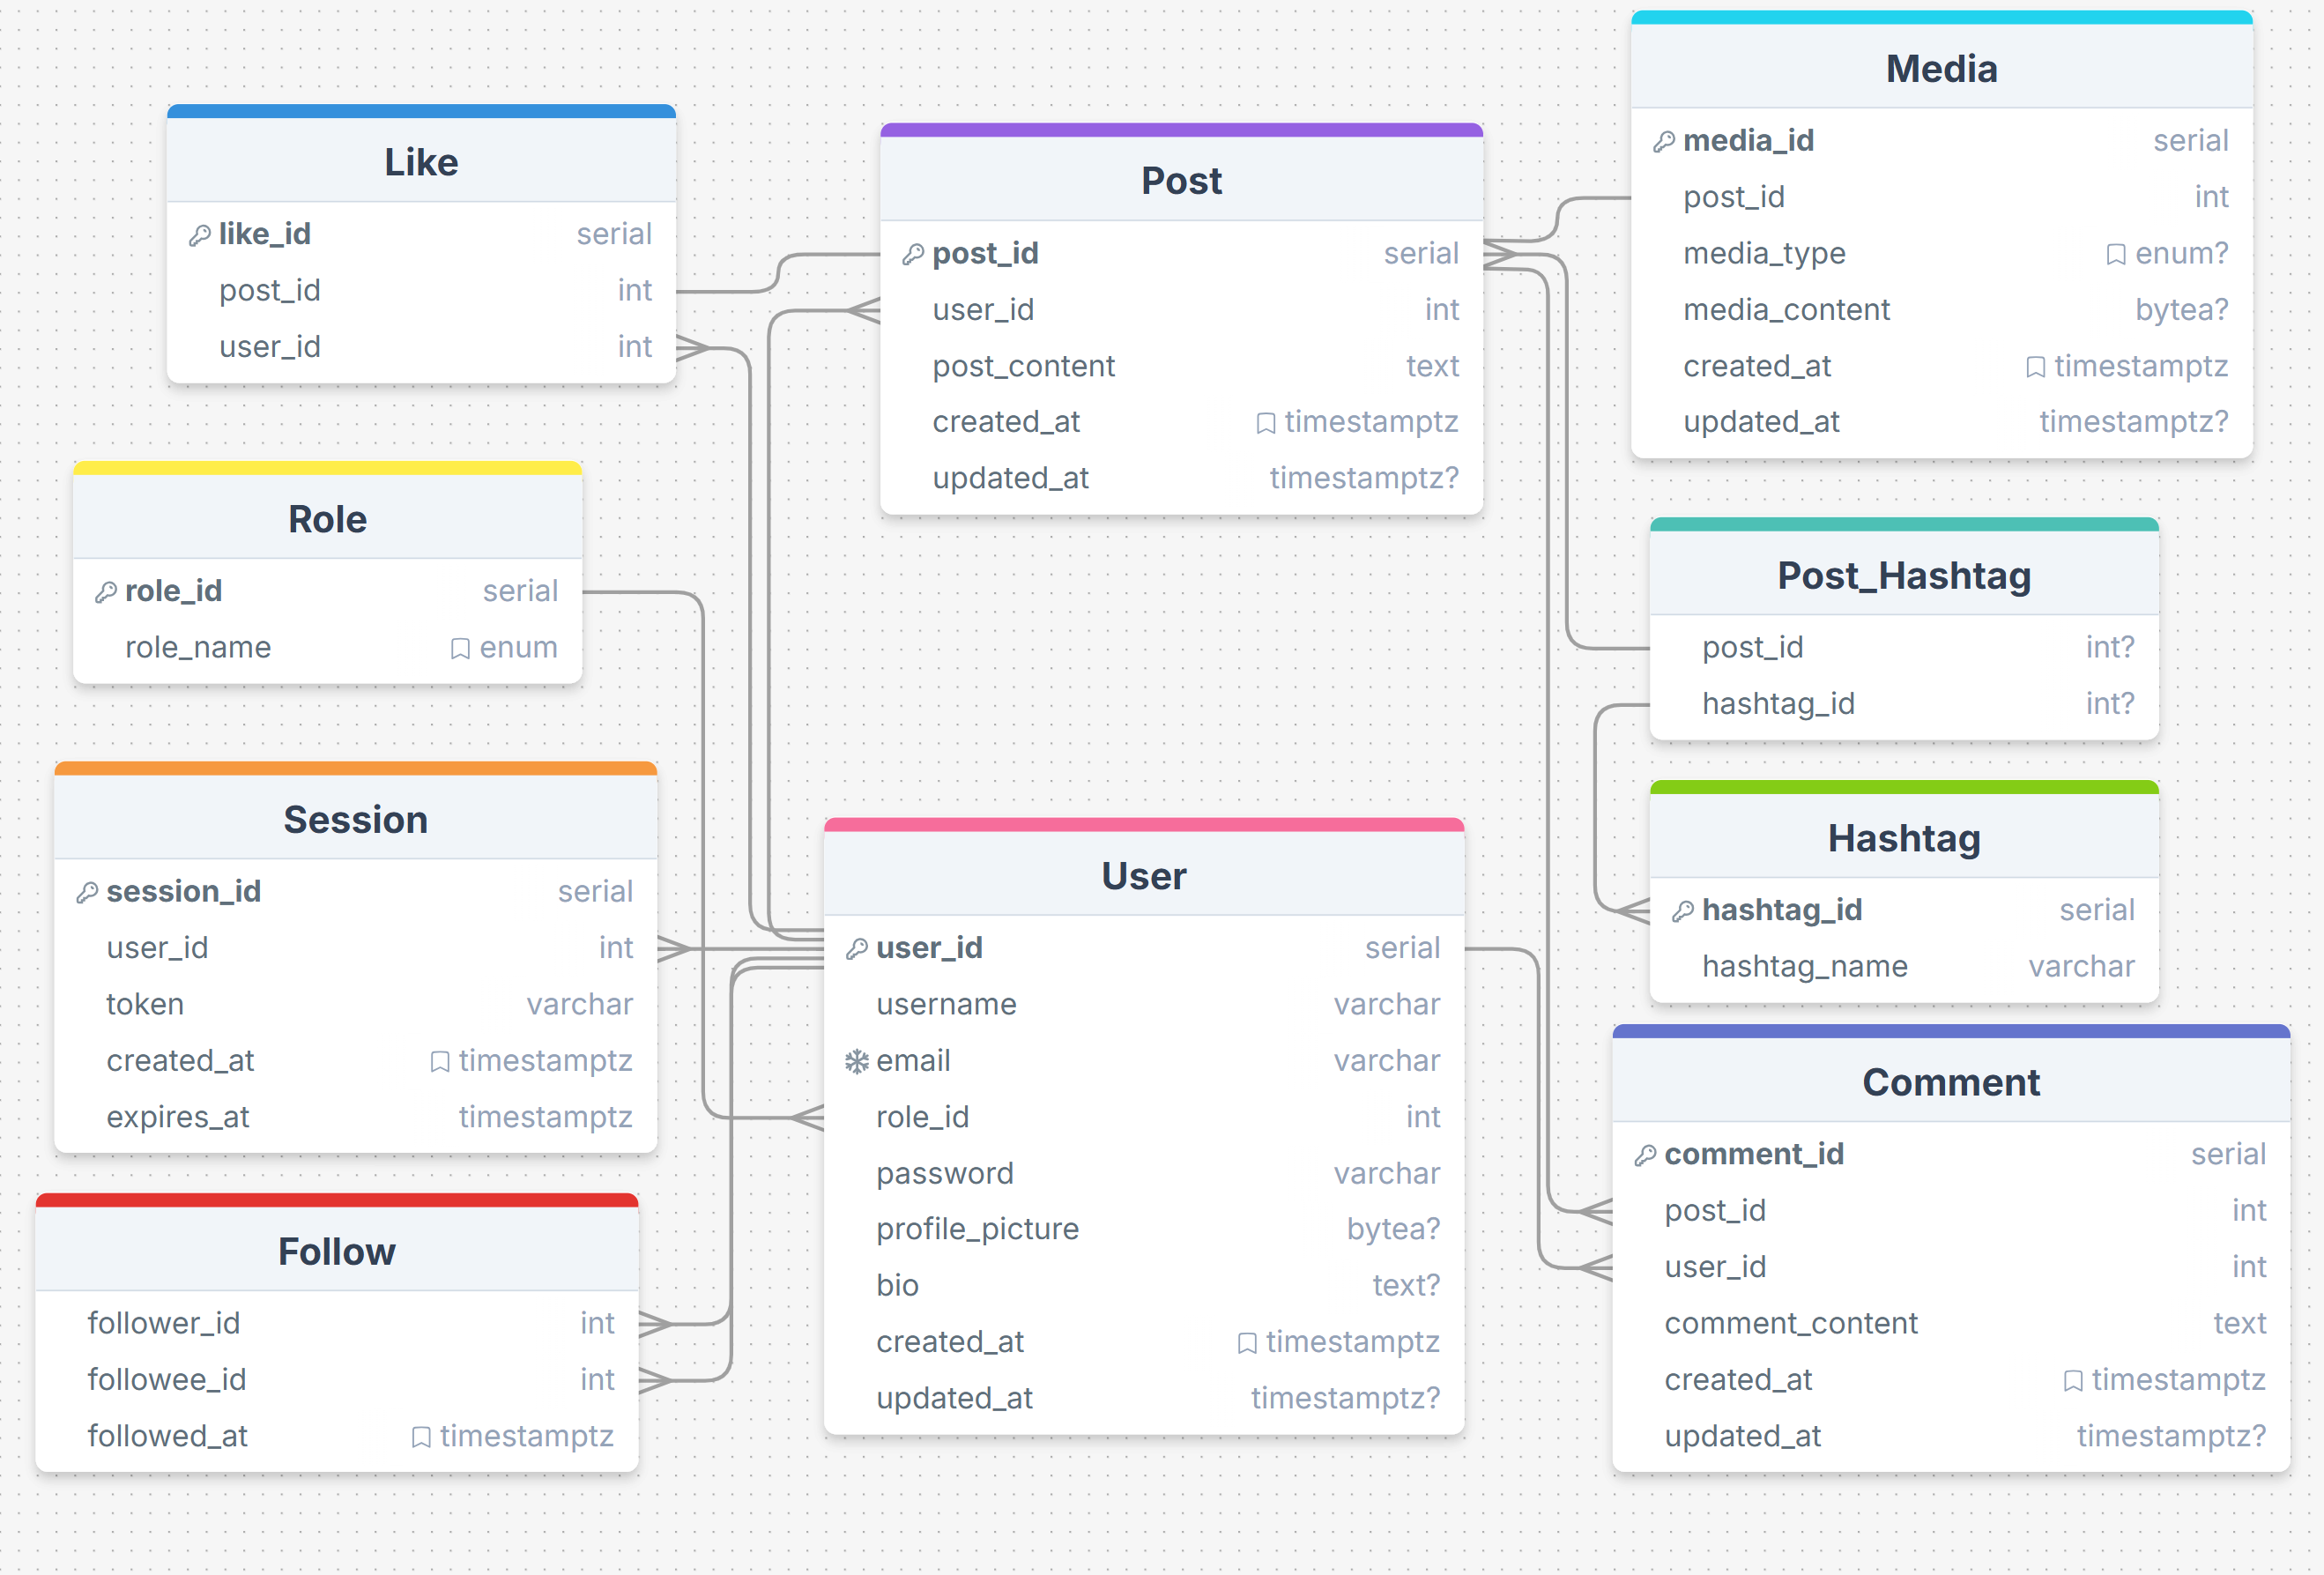 Like
like_id serial
post_id int
user_id int
Role
role_id serial
role_name enum
Session
session_id serial
user_id int
token varchar
created_at timestamptz
expires_at timestamptz
Follow
follower_id int
followee_id int
followed_at timestamptz
Post
post_id serial
user_id int
post_content text
created_at timestamptz
updated_at timestamptz?
User
user_id serial
username varchar
email varchar
role_id int
password varchar
profile_picture bytea?
bio text?
created_at timestamptz
updated_at timestamptz?
Media
media_id serial
post_id int
media_type enum?
media_content bytea?
created_at timestamptz
updated_at timestamptz?
Post_Hashtag
post_id int?
hashtag_id int?
Hashtag
hashtag_id serial
hashtag_name varchar
Comment
comment_id serial
post_id int
user_id int
comment_content text
created_at timestamptz
updated_at timestamptz?